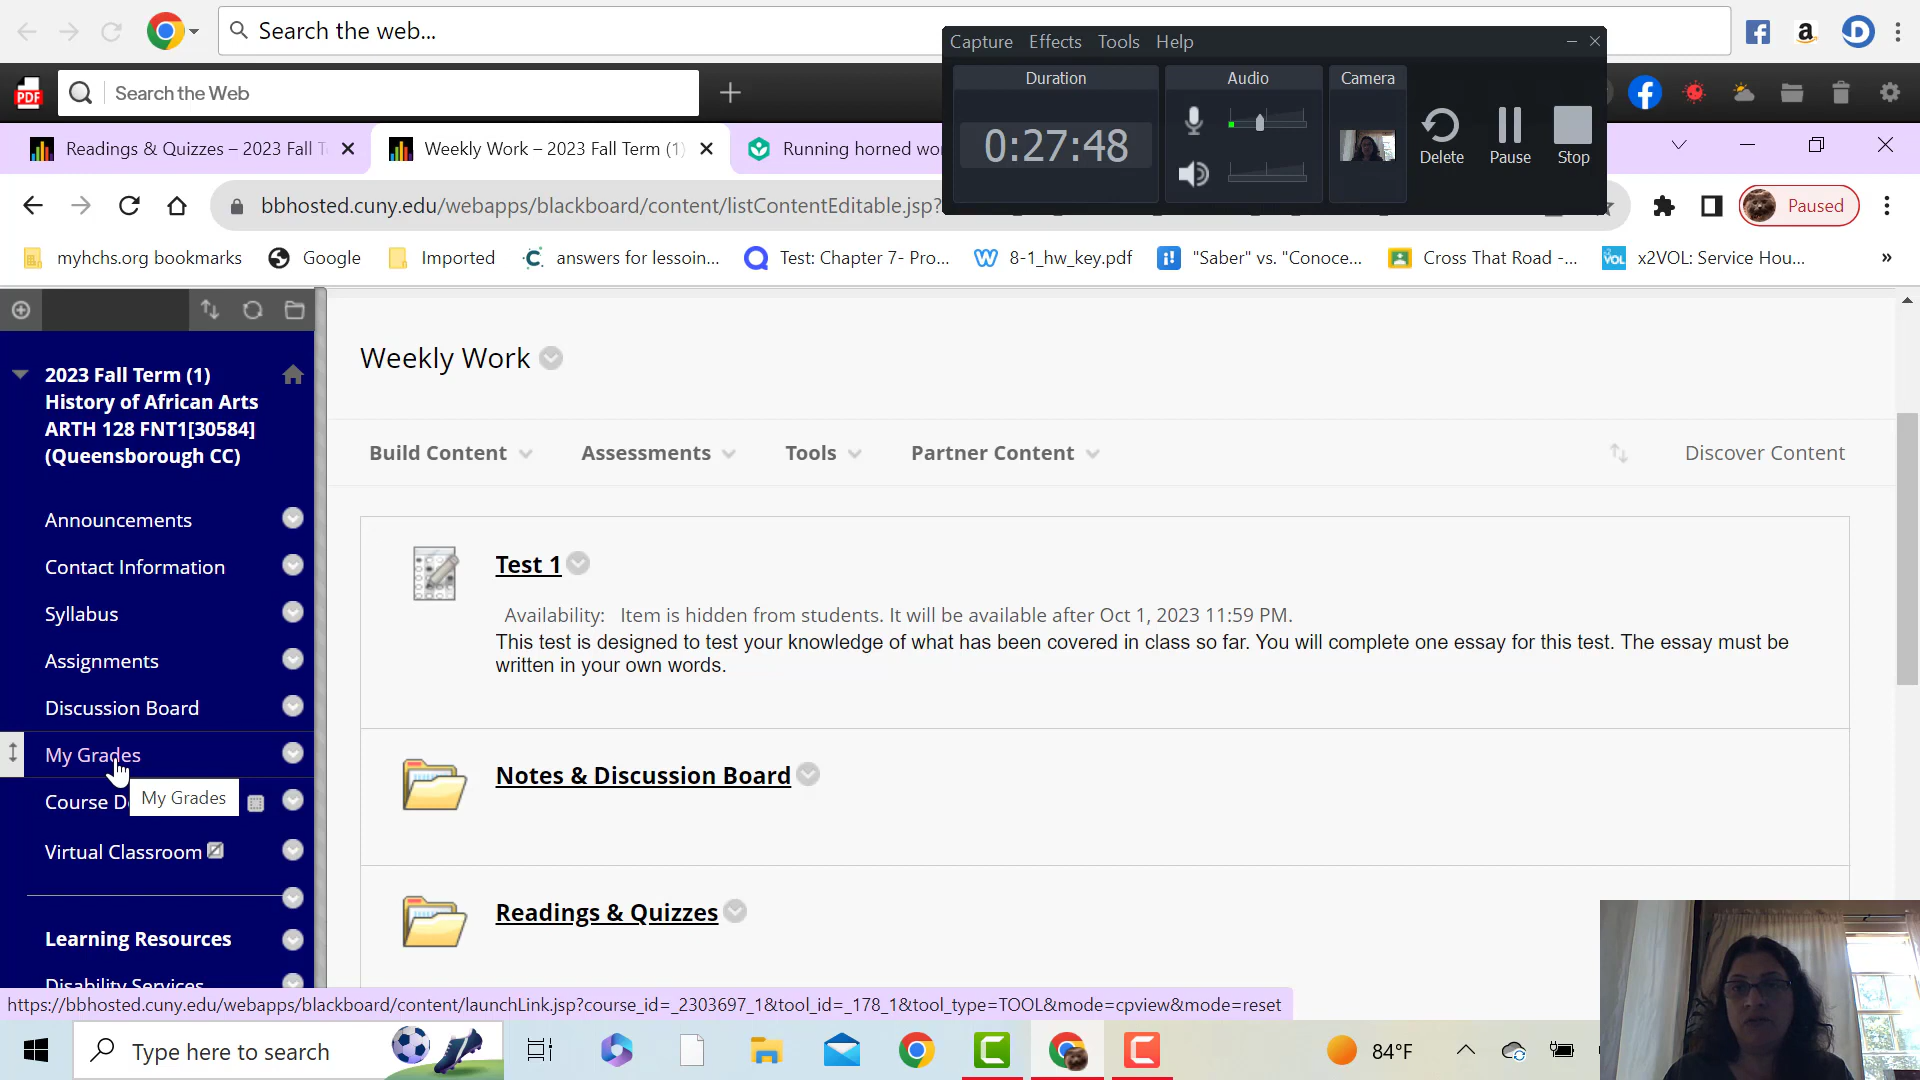 Search the web...
Capture Effects Tools Help
Duration
Audio
Camera
0:27:48
Delete
Pause
Stop
PDF
Search the Web
Readings & Quizzes – 2023 Fall T
Weekly Work – 2023 Fall Term (1)
Running horned wo
bbhosted.cuny.edu/webapps/blackboard/content/listContentEditable.jsp?
Paused
myhchs.org bookmarks
Google
Imported
answers for lessoin...
Test: Chapter 7- Pro...
8-1_hw_key.pdf
"Saber" vs. "Conoce...
Cross That Road -...
x2VOL: Service Hou...
»
2023 Fall Term (1)
History of African Arts
ARTH 128 FNT1[30584]
(Queensborough CC)
Announcements
Contact Information
Syllabus
Assignments
Discussion Board
My Grades
My Grades
Course D
Virtual Classroom
Learning Resources
Disability Services
Weekly Work
Build Content
Assessments
Tools
Partner Content
Discover Content
Test 1
Availability: Item is hidden from students. It will be available after Oct 1, 2023 11:59 PM.
This test is designed to test your knowledge of what has been covered in class so far. You will complete one essay for this test. The essay must be
written in your own words.
Notes & Discussion Board
Readings & Quizzes
https://bbhosted.cuny.edu/webapps/blackboard/content/launchLink.jsp?course_id=_2303697_1&tool_id=_178_1&tool_type=TOOL&mode=cpview&mode=reset
Type here to search
84°F